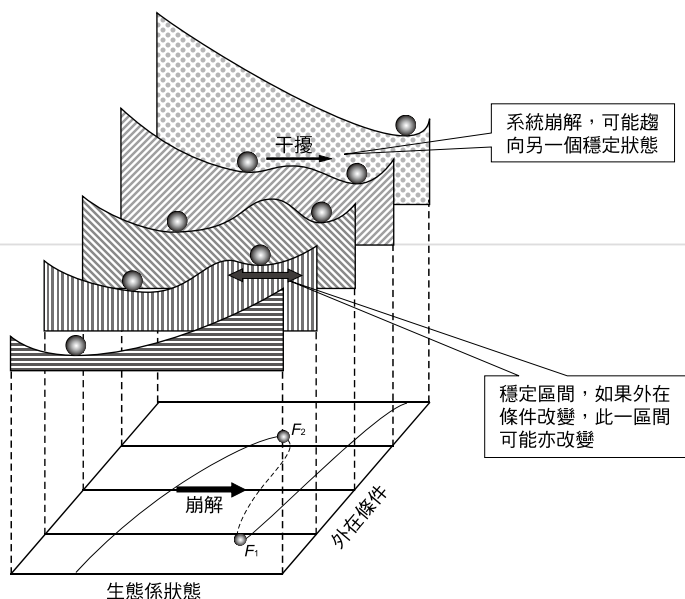 干擾
系統崩解，可能趨
向另一個穩定狀態
穩定區間，如果外在
條件改變，此一區間
可能亦改變
F2
崩解
F1
外在條件
生態係狀態